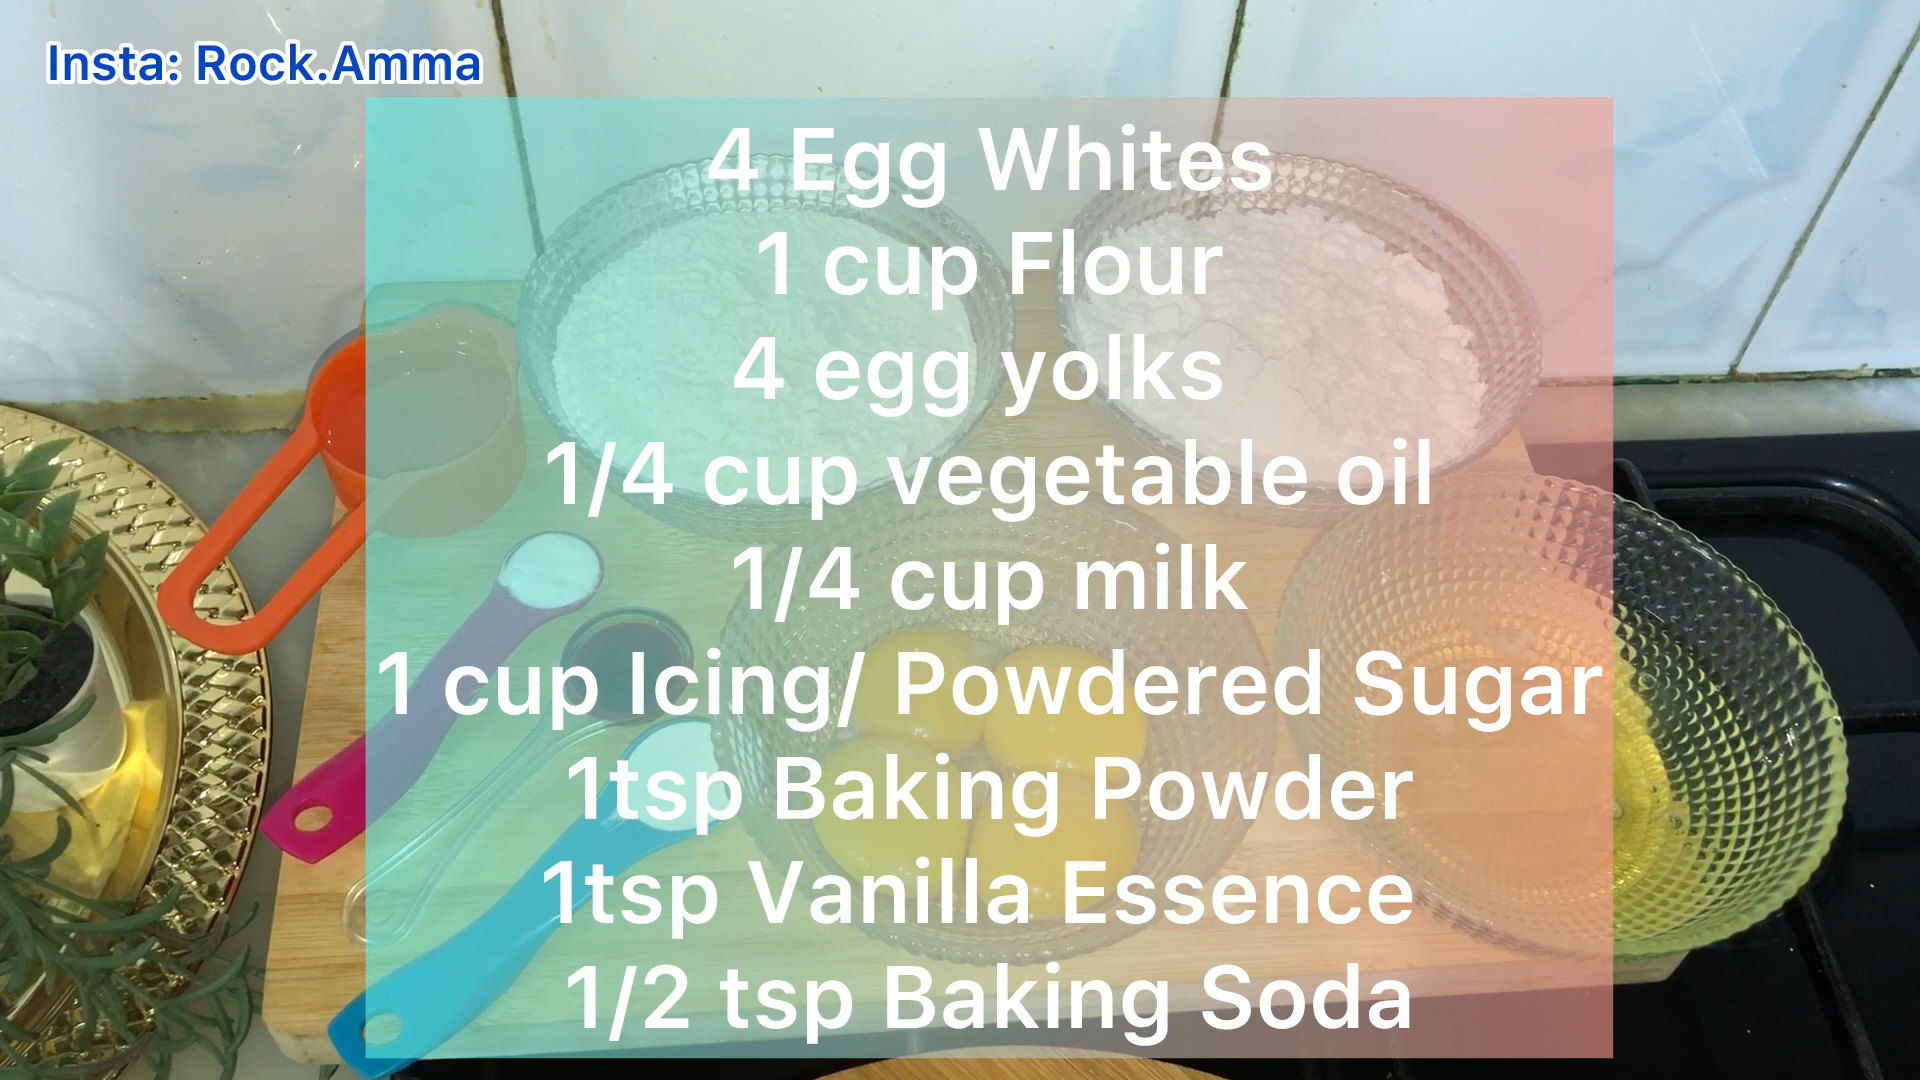 Insta: Rock.Amma
4 Egg Whites
1 cup Flour
4 egg yolks
1/4 cup vegetable oil
1/4 cup milk
1 cup Icing/ Powdered Sugar
1tsp Baking Powder
1tsp Vanilla Essence
1/2 tsp Baking Soda